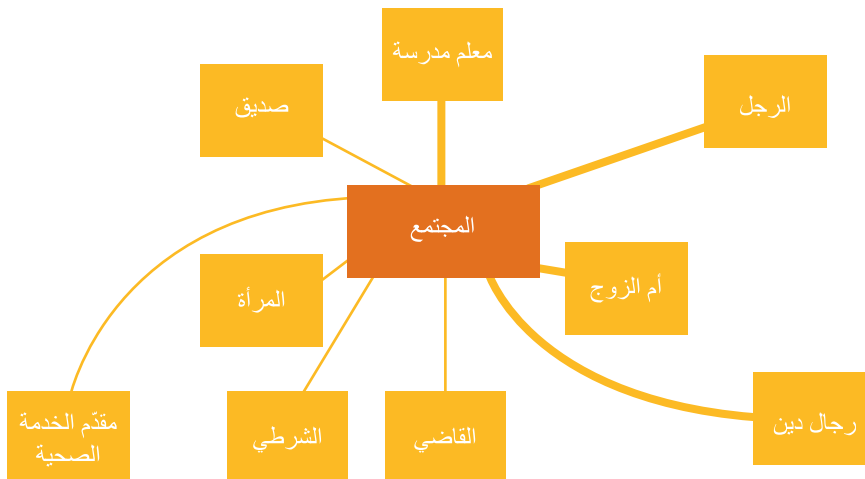 معلم مدرسة
الرجل
صديق
المجتمع
أم الزوج
المرأة
رجال دين
القاضي
الشرطي
مقدّم الخدمة
الصحية